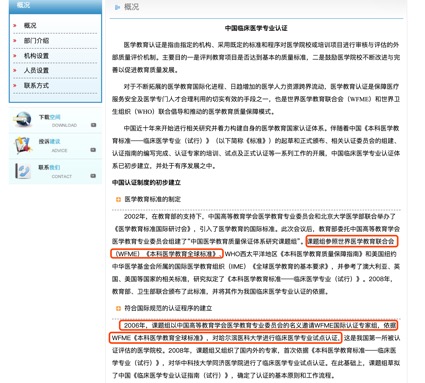 概况
概况
部门介绍
机构设置
人员设置
联系方式
下载空间
DOWNLOAD
投诉建议
ADVICE
联系我们
CONTACT
概况
中国临床医学专业认证
医学教育认证是指由指定的机构、采用既定的标准和程序对医学院校或培训项目进行审核与评估的外
部质量评价机制。主要目的一是评判教育项目是否达到基本的质量标准，二是鼓励医学院校不断改进与完
善以促进教育质量发展。
对于不断拓展的医学教育国际化进程、日趋增加的医学人力资源跨界流动，医学教育认证是保障医疗
服务安全及医学专门人才合理利用的切实有效的手段之一，也是世界医学教育联合会（WFME）和世界卫
生组织（WHO）联合倡导和推动的医学教育质量保障模式。
中国近十年来开始进行相关研究并着力构建自身的医学教育国家认证体系。伴随着中国《本科医学教
育标准——临床医学专业（试行）》（以下简称《标准》）的起草和正式颁布、相关认证委员会的组建、
认证指南的编写完成、认证专家的培训、试点及正式认证等一系列工作的开展，中国临床医学专业认证体
系已初步建立，并处于有序发展之中。
中国认证制度的初步建立
医学教育标准的制定
2002年，在教育部的支持下，中国高等教育学会医学教育专业委员会和北京大学医学部联合举办了
《医学教育标准国际研讨会》，引入了医学教育的国际标准。此次会议后，教育部委托中国高等教育学会
医学教育专业委员会组建了“中国医学教育质量保证体系研究课题组”。课题组参照世界医学教育联合会
（WFME）《本科医学教育全球标准》、WHO西太平洋地区《本科医学教育质量保障指南》和美国纽约
中华医学基金会所属的国际医学教育组织（IIME）《全球医学教育的基本要求》，并参考了澳大利亚、英
国、美国等国家的相关标准，研究拟定了《本科医学教育标准——临床医学专业（试行）》。2008年，
教育部、卫生部联合颁布了此标准，并将其作为我国临床医学专业认证的依据。
符合国际规范的认证程序的建立
2006年，课题组以中国高等教育学会医学教育专业委员会的名义邀请WFME国际认证专家组，依据
WFME《本科医学教育全球标准》，对哈尔滨医科大学进行临床医学专业试点认证，这是我国第一所被认
证评估的医学院校。2008年，课题组又组织了国内外的专家，首次依据《本科医学教育标准——临床医
学专业（试行）》，对华中科技大学同济医学院进行了临床医学专业试点认证。在此基础上，课题组草拟
了中国《临床医学专业认证指南（试行）》，确定了认证的基本原则和工作流程。